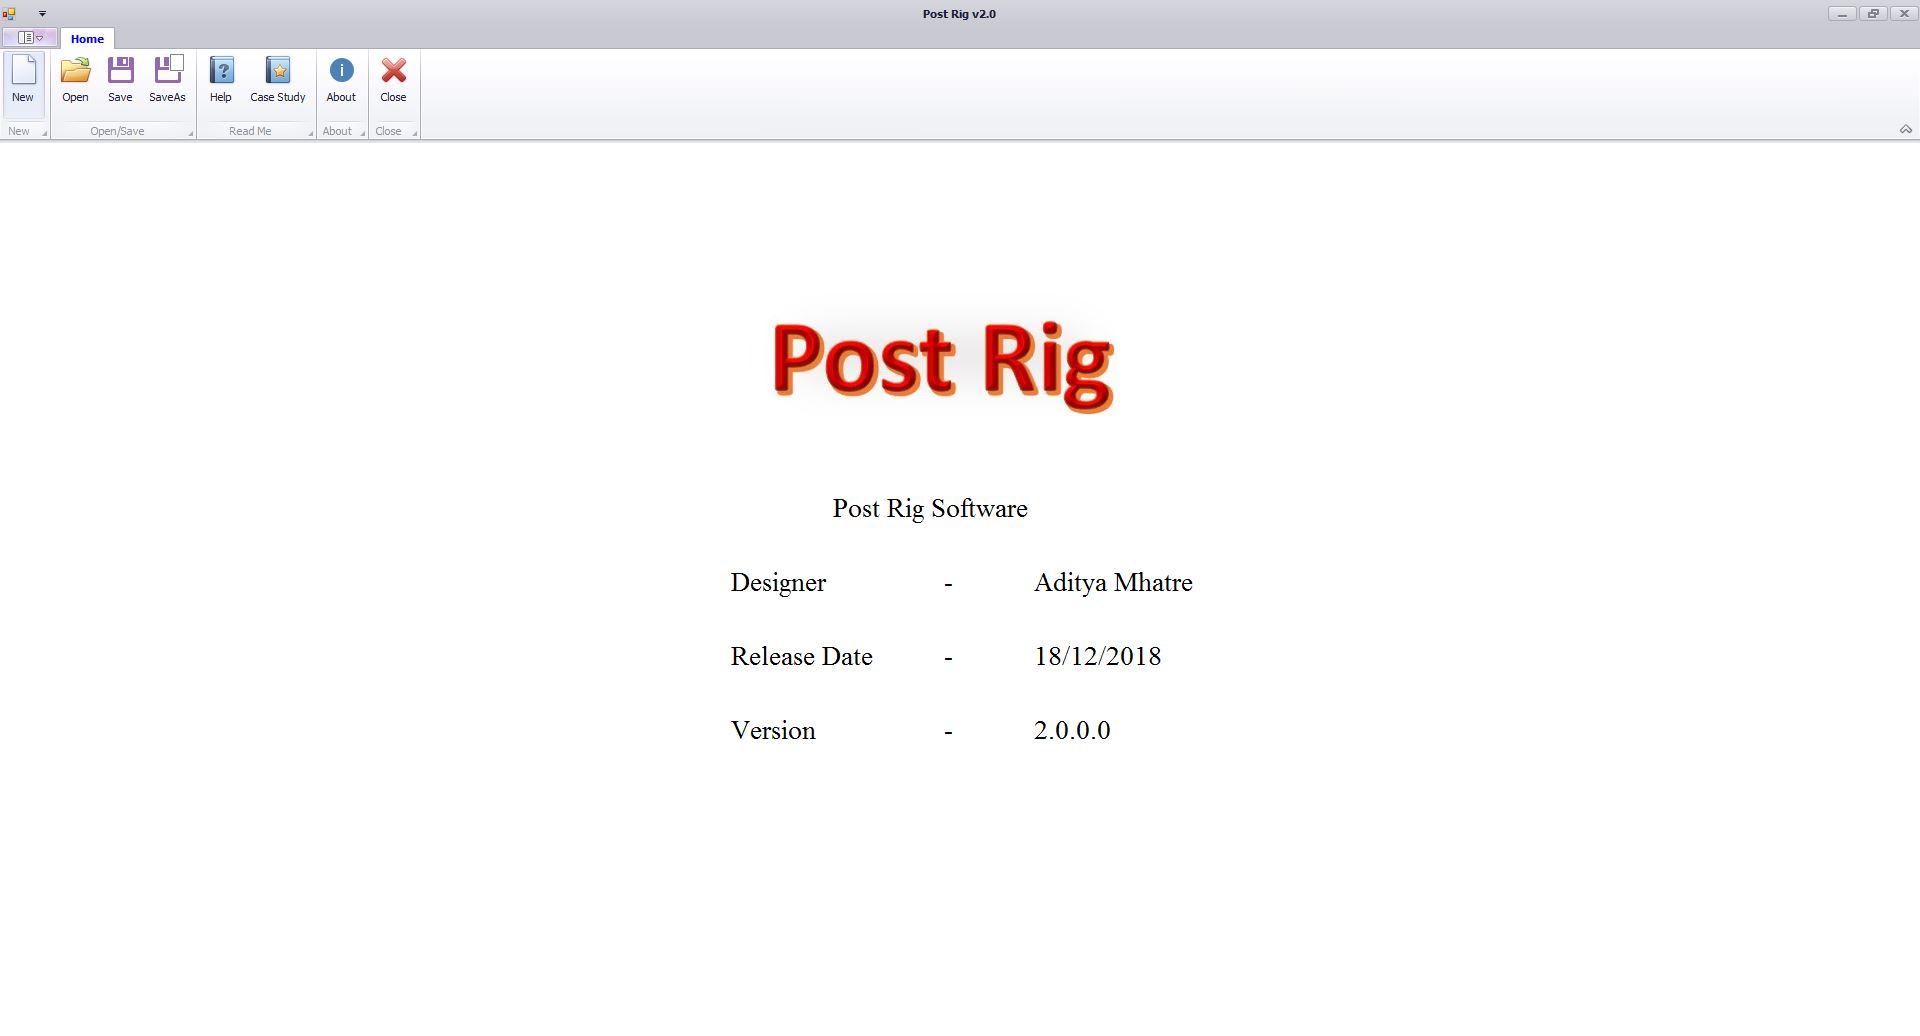 Post Rig v2.0
Home
New Open Save SaveAs Help Case Study About Close
New Open/Save Read Me About Close
Post Rig
Post Rig Software
Designer - Aditya Mhatre
Release Date - 18/12/2018
Version - 2.0.0.0